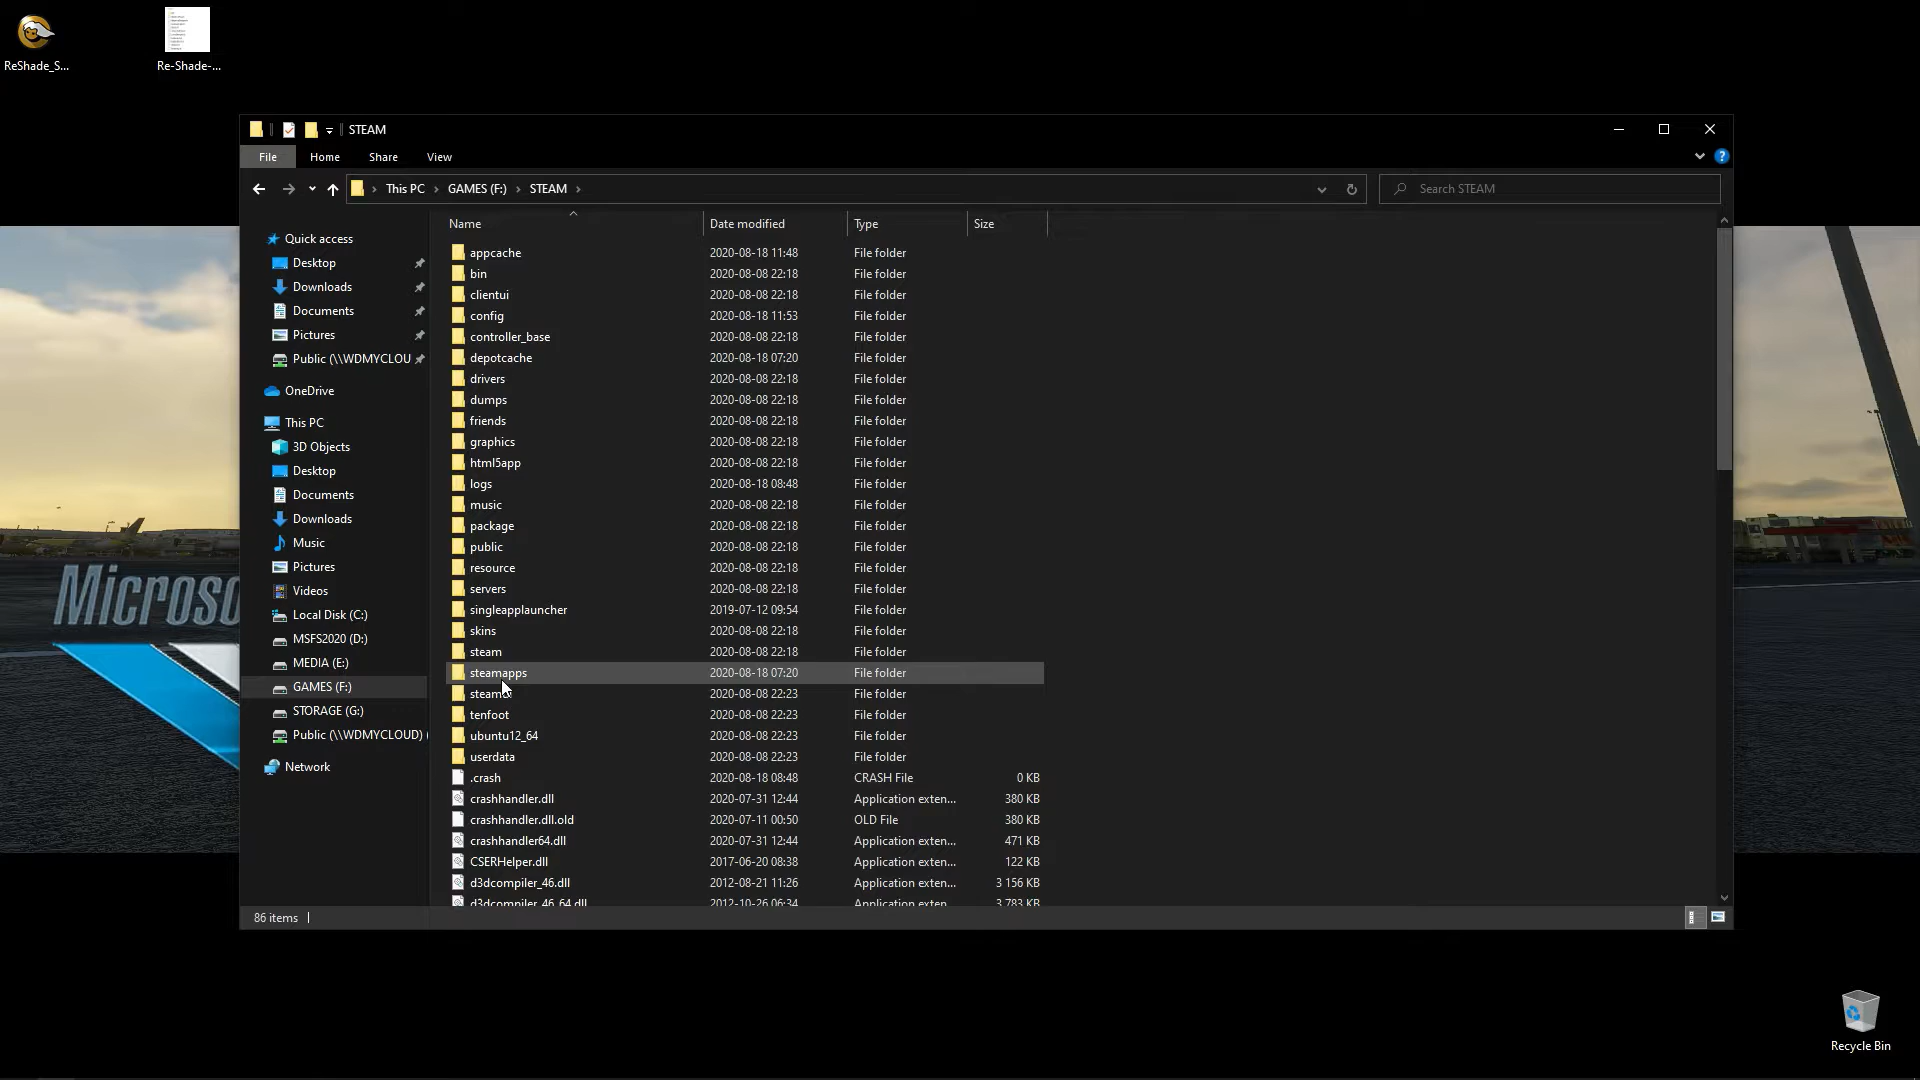 ReShade_S...
Re-Shade-...
STEAM
File
Home
Share
View
This PC
GAMES (F:)
STEAM
Search STEAM
Name
Date modified
Type
Size
Quick access
Desktop
Downloads
Documents
Pictures
Public (\\WDMYCLOU
OneDrive
This PC
3D Objects
Desktop
Documents
Downloads
Music
Pictures
Videos
Local Disk (C:)
MSFS2020 (D:)
MEDIA (E:)
GAMES (F:)
STORAGE (G:)
Public (\\WDMYCLOUD) (
Network
appcache 2020-08-18 11:48 File folder
bin 2020-08-08 22:18 File folder
clientui 2020-08-08 22:18 File folder
config 2020-08-18 11:53 File folder
controller_base 2020-08-08 22:18 File folder
depotcache 2020-08-18 07:20 File folder
drivers 2020-08-08 22:18 File folder
dumps 2020-08-08 22:18 File folder
friends 2020-08-08 22:18 File folder
graphics 2020-08-08 22:18 File folder
html5app 2020-08-08 22:18 File folder
logs 2020-08-18 08:48 File folder
music 2020-08-08 22:18 File folder
package 2020-08-08 22:18 File folder
public 2020-08-08 22:18 File folder
resource 2020-08-08 22:18 File folder
servers 2020-08-08 22:18 File folder
singleapplauncher 2019-07-12 09:54 File folder
skins 2020-08-08 22:18 File folder
steam 2020-08-08 22:18 File folder
steamapps 2020-08-18 07:20 File folder
2020-08-08 22:23 File folder
tenfoot 2020-08-08 22:23 File folder
ubuntu12_64 2020-08-08 22:23 File folder
userdata 2020-08-08 22:23 File folder
.crash 2020-08-18 08:48 CRASH File 0 KB
crashhandler.dll 2020-07-31 12:44 Application exten... 380 KB
crashhandler.dll.old 2020-07-11 00:50 OLD File 380 KB
crashhandler64.dll 2020-07-31 12:44 Application exten... 471 KB
CSERHelper.dll 2017-06-20 08:38 Application exten... 122 KB
d3dcompiler_46.dll 2012-08-21 11:26 Application exten... 3 156 KB
d3dcompiler_46_64.dll 2012-10-26 06:34 Application exten... 3 783 KB
86 items
Microso
Recycle Bin